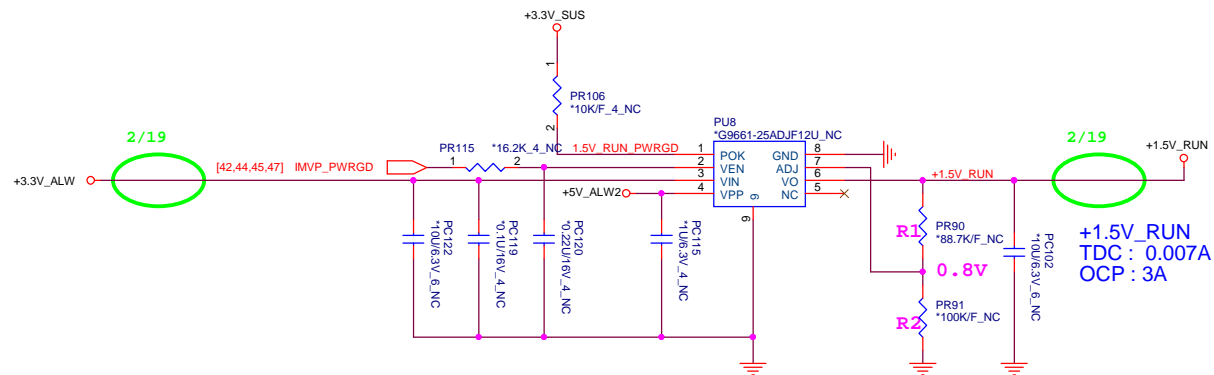 +3.3V_SUS
1
PR106
*10K/F_4_NC
2
2/19
+3.3V_ALW
[42,44,45,47] IMVP_PWRGD
PR115 *16.2K_4_NC
1 2
1.5V_RUN_PWRGD
PU8
*G9661-25ADJF12U_NC
1 POK GND 8
2 VEN ADJ 7
3 VIN VO 6
4 VPP NC 5
9
9
+5V_ALW2
+1.5V_RUN
2/19
+1.5V_RUN
PC122
*10U/6.3V_6_NC
PC119
*0.1U/16V_4_NC
PC120
*0.22U/16V_4_NC
PC115
*1U/6.3V_4_NC
R1
PR90
*88.7K/F_NC
0.8V
R2
PR91
*100K/F_NC
PC102
*10U/6.3V_6_NC
+1.5V_RUN
TDC : 0.007A
OCP : 3A